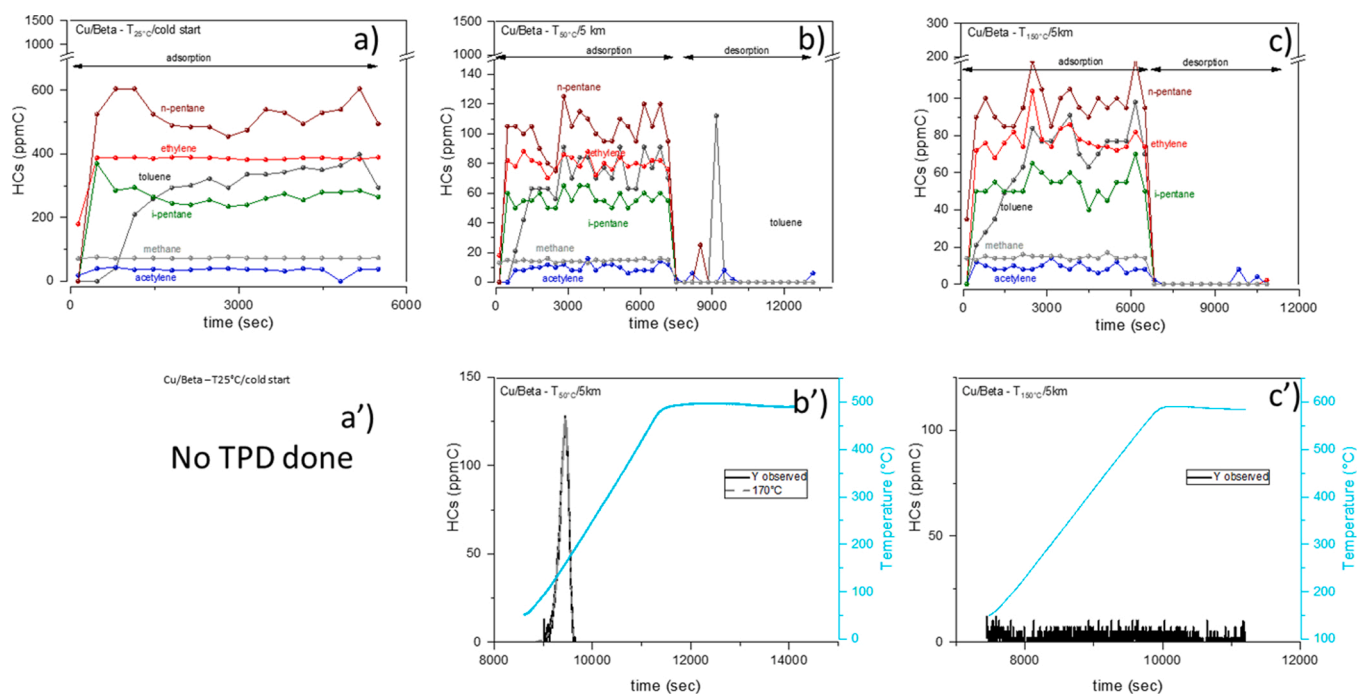 Cu/Beta - T25°C/cold start
a)
adsorption
n-pentane
ethylene
toluene
i-pentane
methane
acetylene
HCs (ppmC)
1500
1000
600
400
200
0
0
3000
6000
time (sec)
Cu/Beta - T50°C/5 km
b)
adsorption
desorption
n-pentane
ethylene
i-pentane
toluene
methane
acetylene
HCs (ppmC)
1500
1000
140
120
100
80
60
40
20
0
0
3000
6000
9000
12000
time (sec)
Cu/Beta - T150°C/5km
c)
adsorption
desorption
n-pentane
ethylene
i-pentane
toluene
methane
acetylene
HCs (ppmC)
300
200
100
80
60
40
20
0
0
3000
6000
9000
12000
time (sec)
Cu/Beta – T25°C/cold start
a')
No TPD done
Cu/Beta - T50°C/5km
b')
Y observed
170°C
HCs (ppmC)
150
100
50
0
8000
10000
12000
14000
time (sec)
Temperature (°C)
500
400
300
200
100
0
Cu/Beta - T150°C/5km
c')
Y observed
HCs (ppmC)
100
50
0
8000
10000
12000
time (sec)
Temperature (°C)
600
500
400
300
200
100